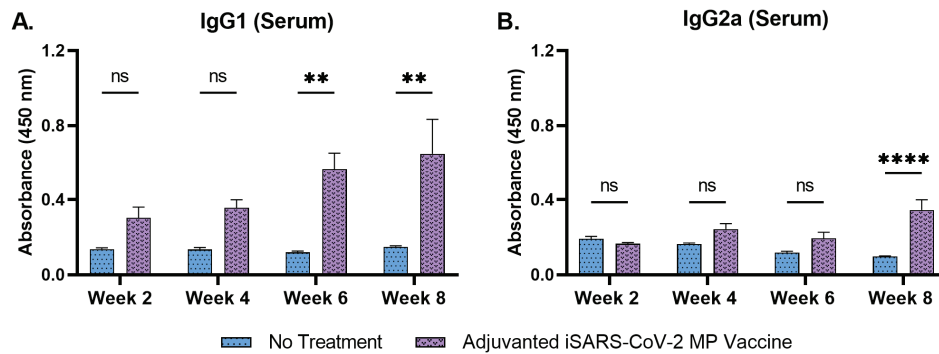 A.
IgG1 (Serum)
Absorbance (450 nm)
1.2
0.8
0.4
0.0
ns
ns
**
**
Week 2
Week 4
Week 6
Week 8
B.
IgG2a (Serum)
Absorbance (450 nm)
1.2
0.8
0.4
0.0
ns
ns
ns
****
Week 2
Week 4
Week 6
Week 8
No Treatment
Adjuvanted iSARS-CoV-2 MP Vaccine